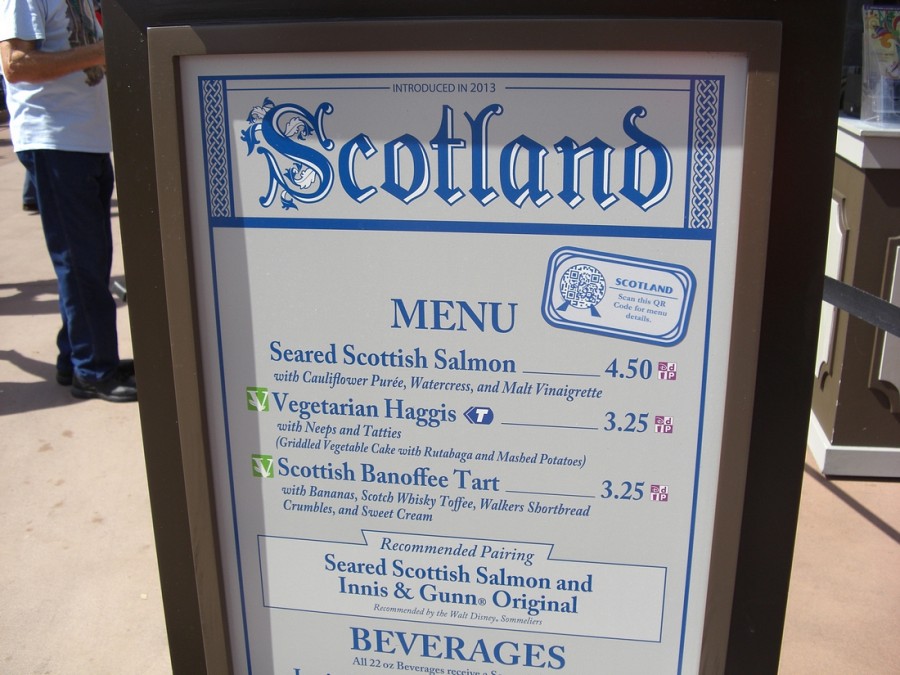 INTRODUCED IN 2013
Scotland
SCOTLAND
Scan this QR
Code for menu
details.
MENU
Seared Scottish Salmon 4.50
with Cauliflower Purée, Watercress, and Malt Vinaigrette
V Vegetarian Haggis T 3.25
with Neeps and Tatties
(Griddled Vegetable Cake with Rutabaga and Mashed Potatoes)
V Scottish Banoffee Tart 3.25
with Bananas, Scotch Whisky Toffee, Walkers Shortbread
Crumbles, and Sweet Cream
Recommended Pairing
Seared Scottish Salmon and
Innis & Gunn® Original
Recommended by the Walt Disney® Sommeliers
BEVERAGES
All 22 oz Beverages receive a